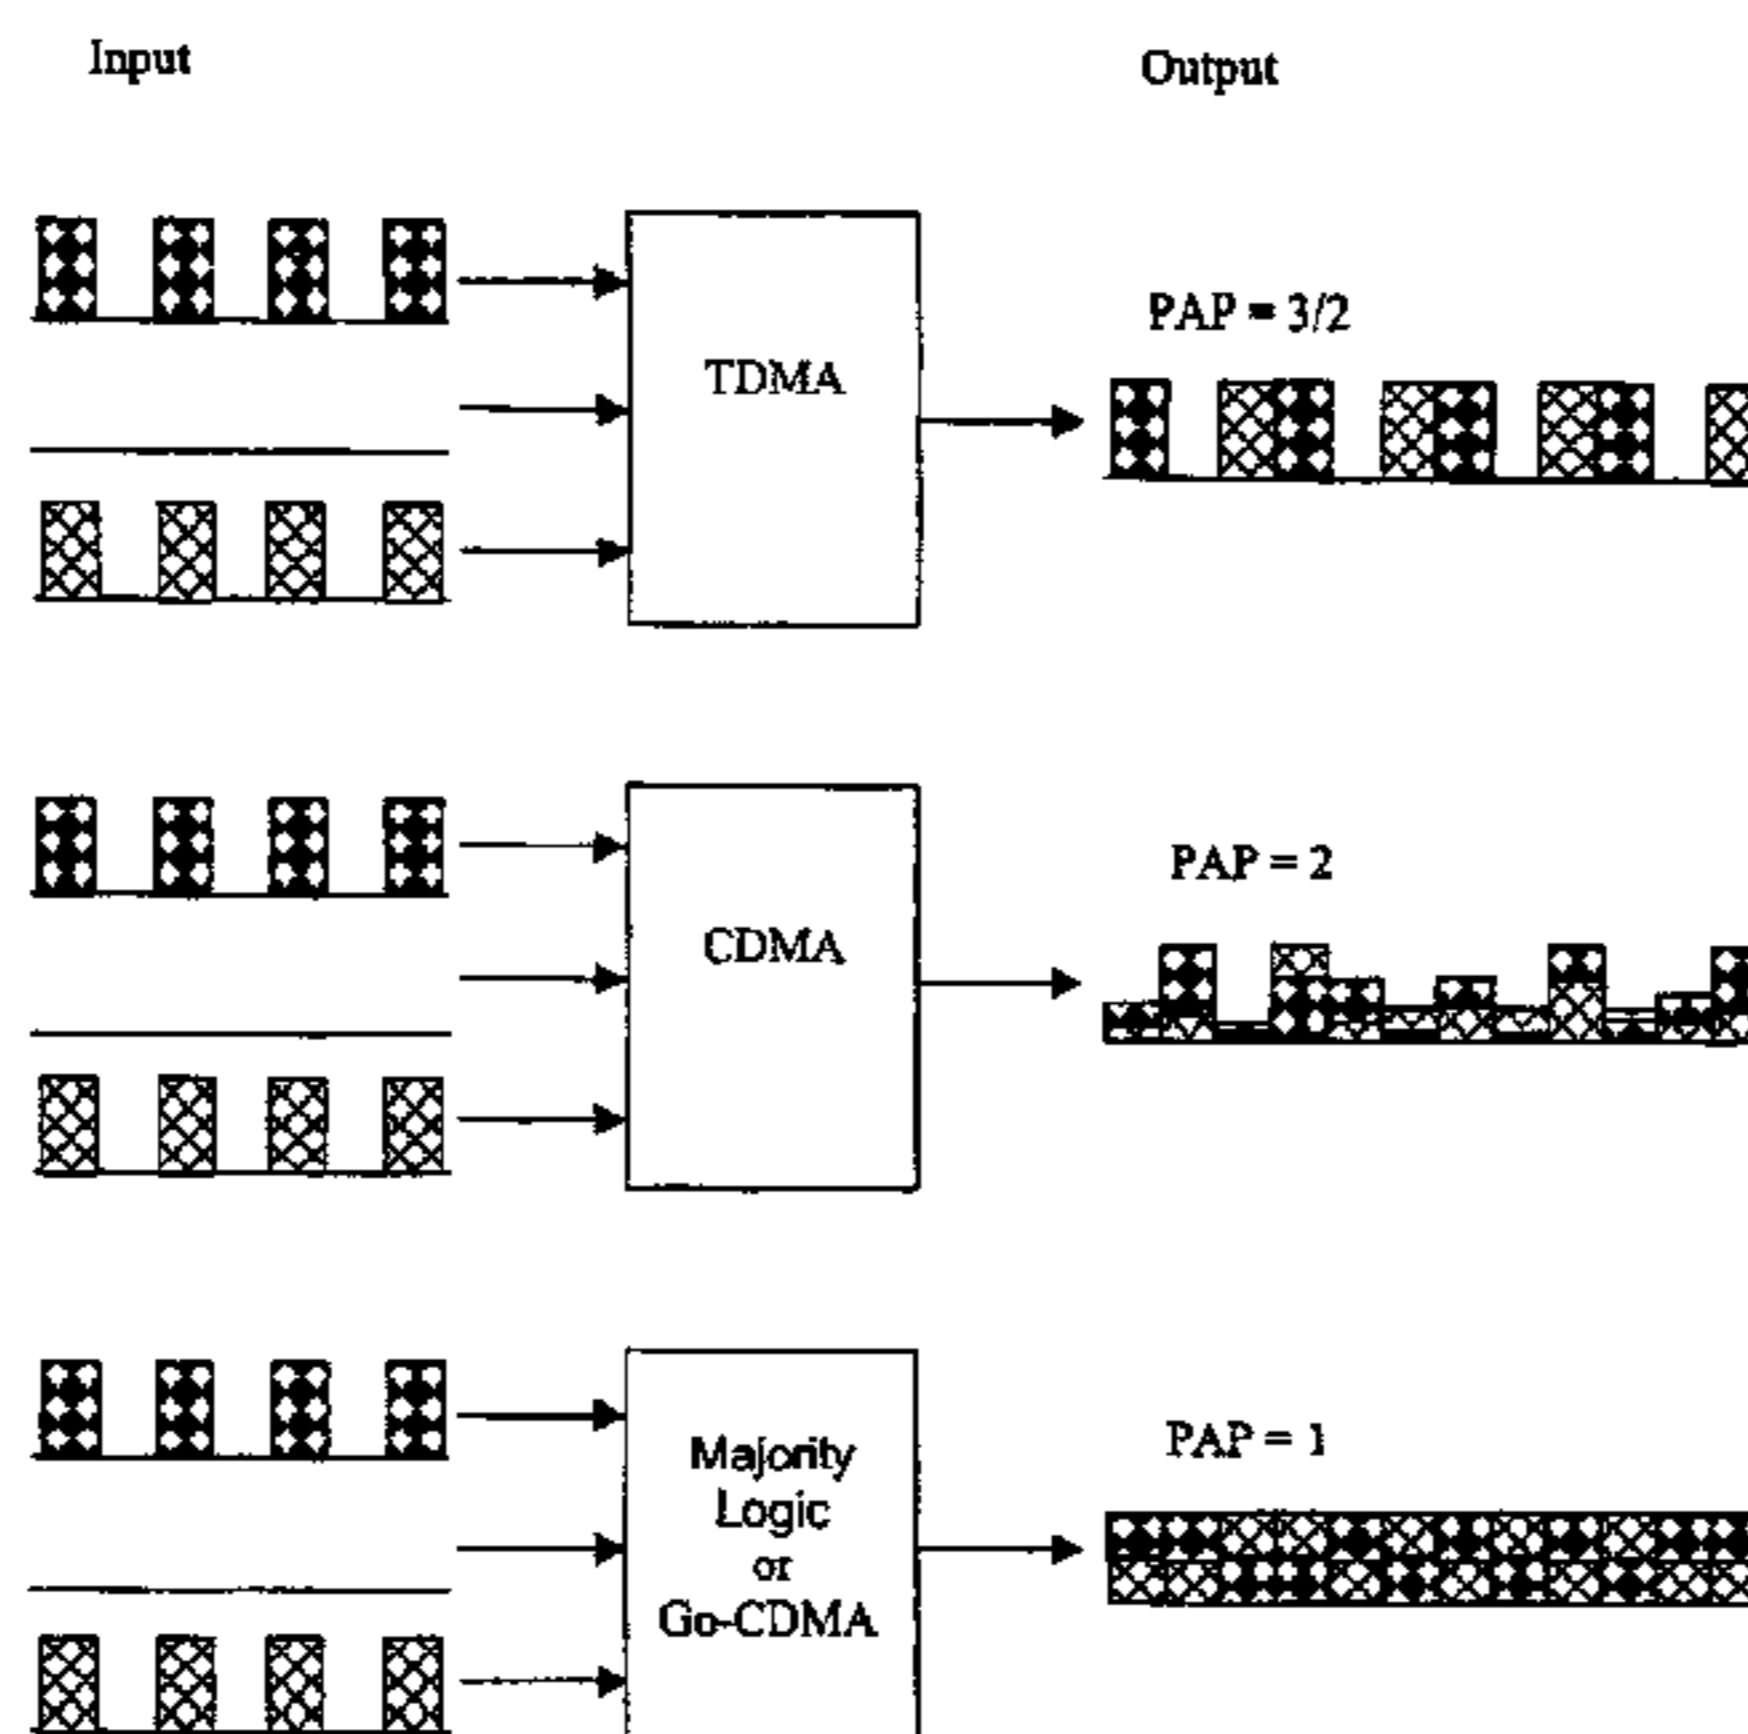 Input
Output
TDMA
PAP = 3/2
CDMA
PAP = 2
Majority
Logic
or
Go-CDMA
PAP = 1